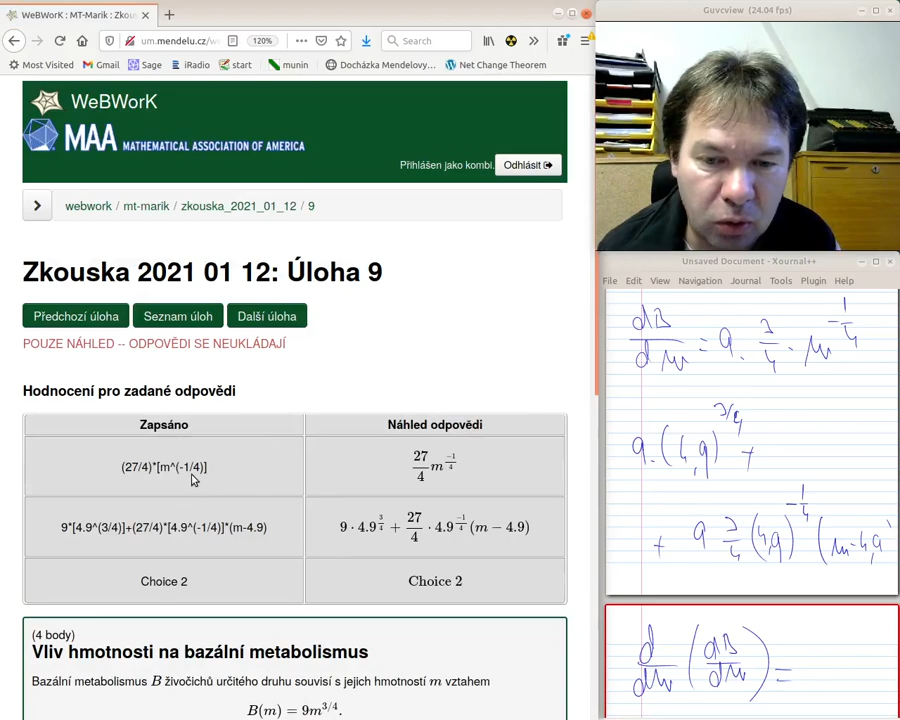 WeBWorK : MT-Marik : Zkous
um.mendelu.cz/w
120%
Search
Most Visited
Gmail
Sage
iRadio
start
munin
Docházka Mendelovy...
Net Change Theorem
WeBWorK
MAA MATHEMATICAL ASSOCIATION OF AMERICA
Přihlášen jako kombi.
Odhlásit
webwork / mt-marik / zkouska_2021_01_12 / 9
Zkouska 2021 01 12: Úloha 9
Předchozí úloha
Seznam úloh
Další úloha
POUZE NÁHLED -- ODPOVĚDI SE NEUKLÁDAJÍ
Hodnocení pro zadané odpovědi
Zapsáno
Náhled odpovědi
(27/4)*[m^(-1/4)]
27/4 m^(-1/4)
9*[4.9^(3/4)]+(27/4)*[4.9^(-1/4)]*(m-4.9)
9 · 4.9^(3/4) + 27/4 · 4.9^(-1/4) (m − 4.9)
Choice 2
Choice 2
(4 body)
Vliv hmotnosti na bazální metabolismus
Bazální metabolismus B živočichů určitého druhu souvisí s jejich hmotností m vztahem
B(m) = 9m^(3/4).
Guvcview (24.04 fps)
Unsaved Document - Xournal++
File Edit View Navigation Journal Tools Plugin Help
dB/dm = 9 · 3/4 · m^(-1/4)
9 · (4,9)^(3/4) +
+ 9 3/4 (4,9)^(-1/4) (m-4,9
d/dm (dB/dm) =